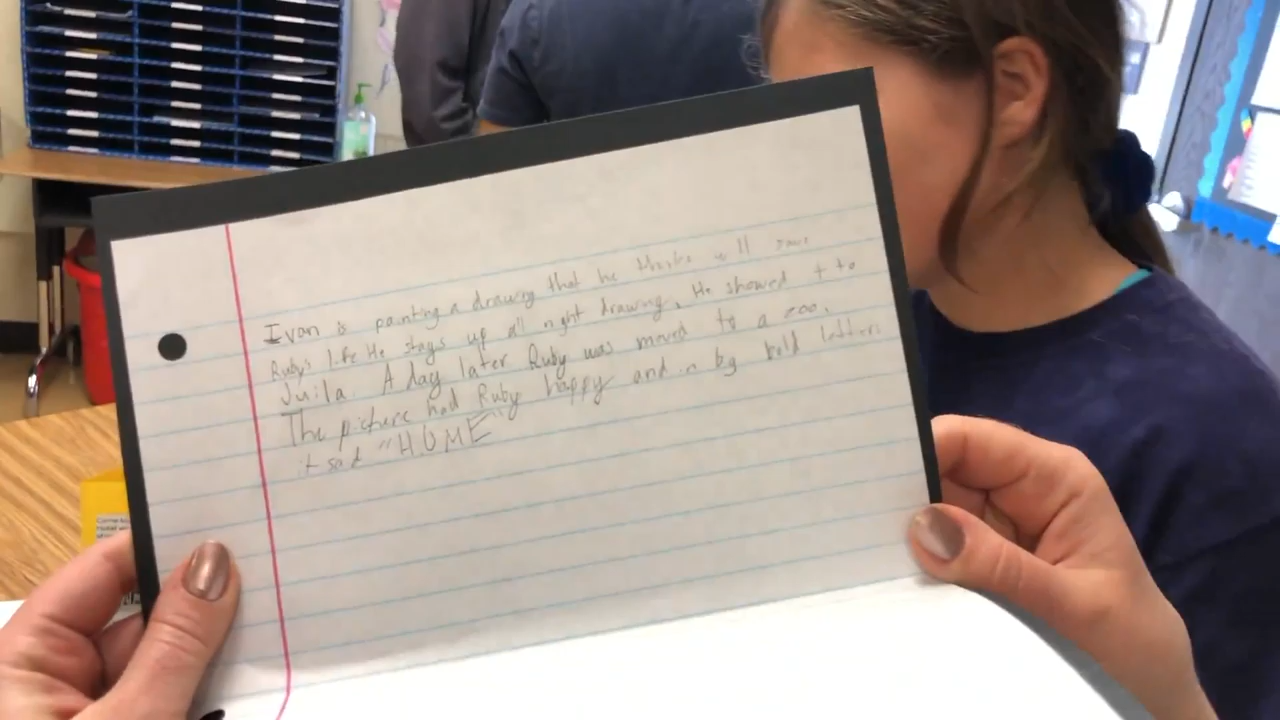 Ivan is painting a drawing that he thinks will save
Ruby's life He stays up all night drawing. He showed it to
Juila. A day later Ruby was moved to a zoo.
The picture had Ruby happy and in big bold ladders
it said "HOME"